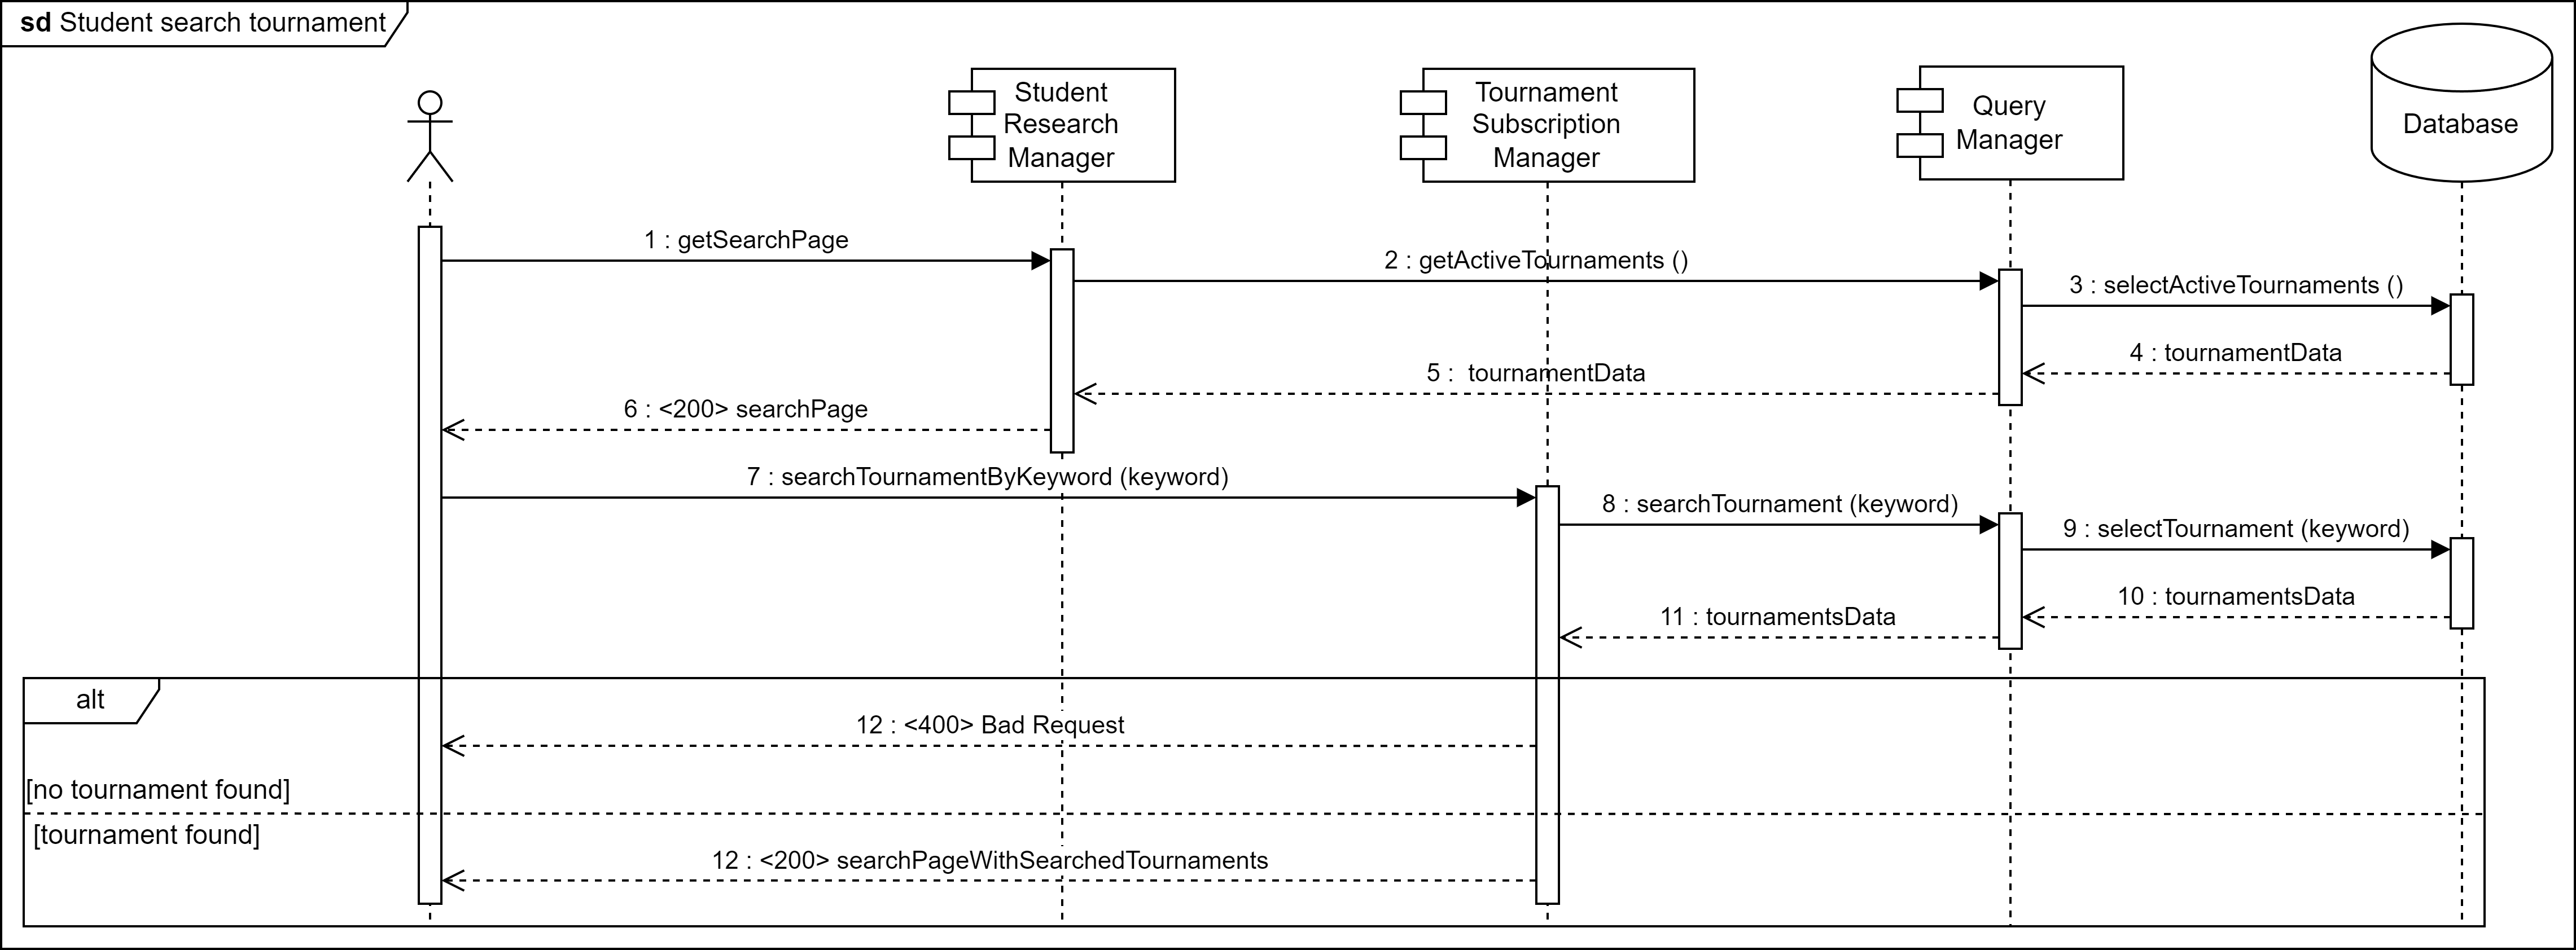 sd Student search tournament
Student
Research
Manager
Tournament
Subscription
Manager
Query
Manager
Database
1 : getSearchPage
2 : getActiveTournaments ()
3 : selectActiveTournaments ()
4 : tournamentData
5 :  tournamentData
6 : <200> searchPage
7 : searchTournamentByKeyword (keyword)
8 : searchTournament (keyword)
9 : selectTournament (keyword)
10 : tournamentsData
11 : tournamentsData
alt
12 : <400> Bad Request
[no tournament found]
[tournament found]
12 : <200> searchPageWithSearchedTournaments